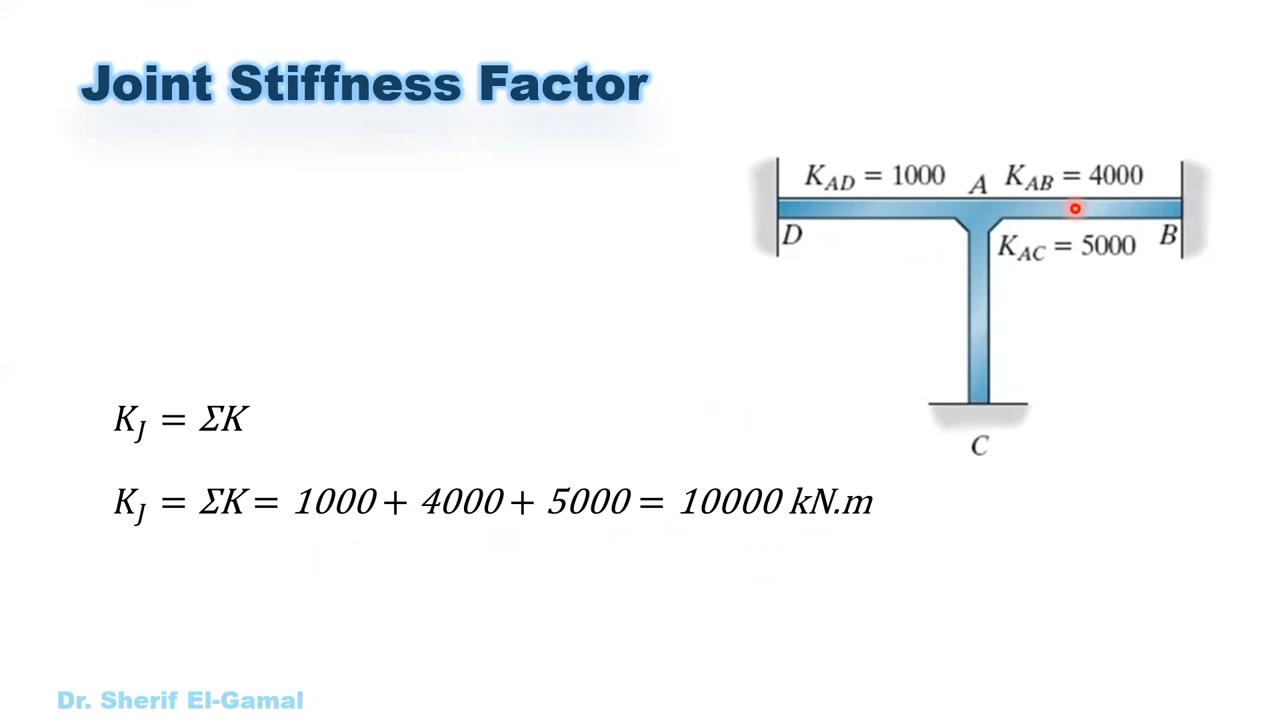 Joint Stiffness Factor
K_AD = 1000 A K_AB = 4000
D K_AC = 5000 B
C
K_J = ΣK
K_J = ΣK = 1000 + 4000 + 5000 = 10000 kN.m
Dr. Sherif El-Gamal